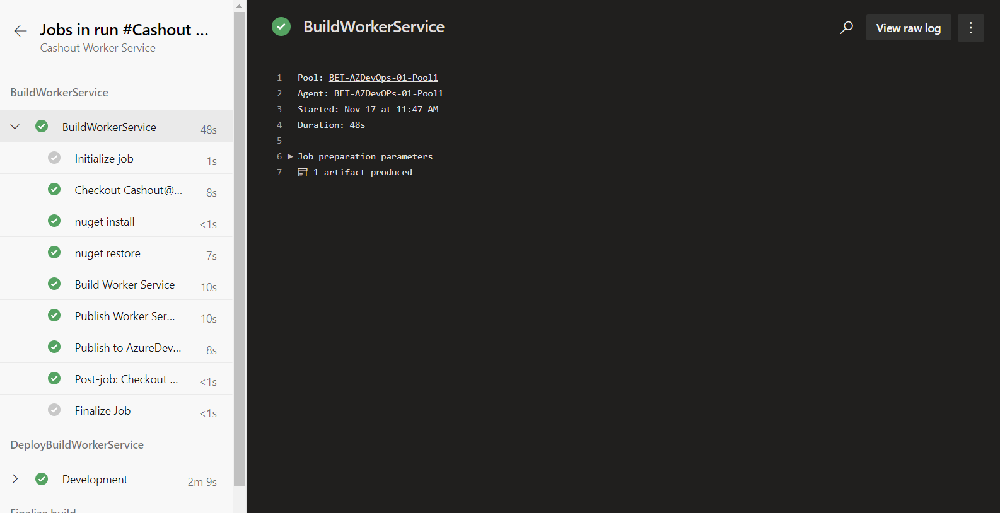 Jobs in run #Cashout ...
Cashout Worker Service
BuildWorkerService
BuildWorkerService 48s
Initialize job 1s
Checkout Cashout@... 8s
nuget install <1s
nuget restore 7s
Build Worker Service 10s
Publish Worker Ser... 10s
Publish to AzureDev... 8s
Post-job: Checkout ... <1s
Finalize Job <1s
DeployBuildWorkerService
Development 2m 9s
Finalize build
BuildWorkerService
View raw log
1 Pool: BET-AZDevOps-01-Pool1
2 Agent: BET-AZDevOPs-01-Pool1
3 Started: Nov 17 at 11:47 AM
4 Duration: 48s
5
6 Job preparation parameters
7 1 artifact produced